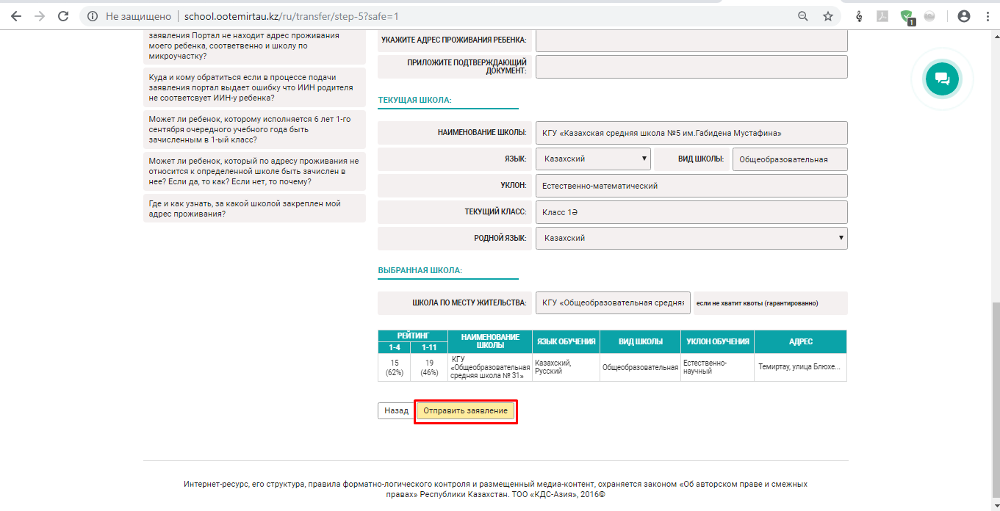 Не защищено
school.ootemirtau.kz/ru/transfer/step-5?safe=1
1
заявления Портал не находит адрес проживания
моего ребенка, соответвенно и школу по
микроучастку?
Куда и кому обратиться если в процессе подачи
заявления портал выдает ошибку что ИИН родителя
не соответсвует ИИН-у ребенка?
Может ли ребенок, которому исполняется 6 лет 1-го
сентября очередного учебного года быть
зачисленным в 1-ый класс?
Может ли ребенок, который по адресу проживания не
относится к определенной школе быть зачислен в
нее? Если да, то как? Если нет, то почему?
Где и как узнать, за какой школой закреплен мой
адрес проживания?
УКАЖИТЕ АДРЕС ПРОЖИВАНИЯ РЕБЕНКА:
ПРИЛОЖИТЕ ПОДТВЕРЖДАЮЩИЙ
ДОКУМЕНТ:
ТЕКУЩАЯ ШКОЛА:
НАИМЕНОВАНИЕ ШКОЛЫ: КГУ «Казахская средняя школа №5 им.Габидена Мустафина»
ЯЗЫК: Казахский ВИД ШКОЛЫ: Общеобразовательная
УКЛОН: Естественно-математический
ТЕКУЩИЙ КЛАСС: Класс 1Ә
РОДНОЙ ЯЗЫК: Казахский
ВЫБРАННАЯ ШКОЛА:
ШКОЛА ПО МЕСТУ ЖИТЕЛЬСТВА: КГУ «Общеобразовательная средняя если не хватит квоты (гарантированно)
РЕЙТИНГ
1-4 1-11
НАИМЕНОВАНИЕ
ШКОЛЫ
ЯЗЫК ОБУЧЕНИЯ
ВИД ШКОЛЫ
УКЛОН ОБУЧЕНИЯ
АДРЕС
15
(62%)
19
(46%)
КГУ
«Общеобразовательная
средняя школа № 31»
Казахский,
Русский
Общеобразовательная
Естественно-
научный
Темиртау, улица Блюхе...
Назад
Отправить заявление
Интернет-ресурс, его структура, правила форматно-логического контроля и размещенный медиа-контент, охраняется законом «Об авторском праве и смежных
правах» Республики Казахстан. ТОО «КДС-Азия», 2016©